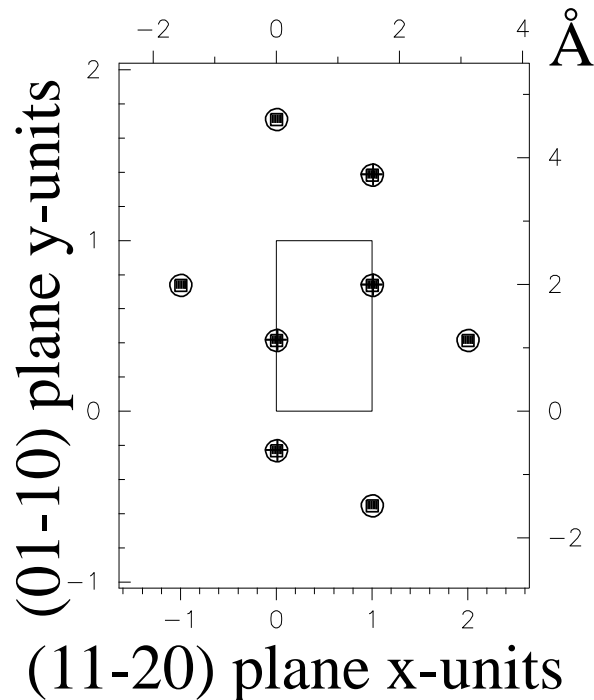 −2 0 2 4 Å
2
1
0
−1
4
2
0
−2
−1 0 1 2
(01-10) plane y-units
(11-20) plane x-units